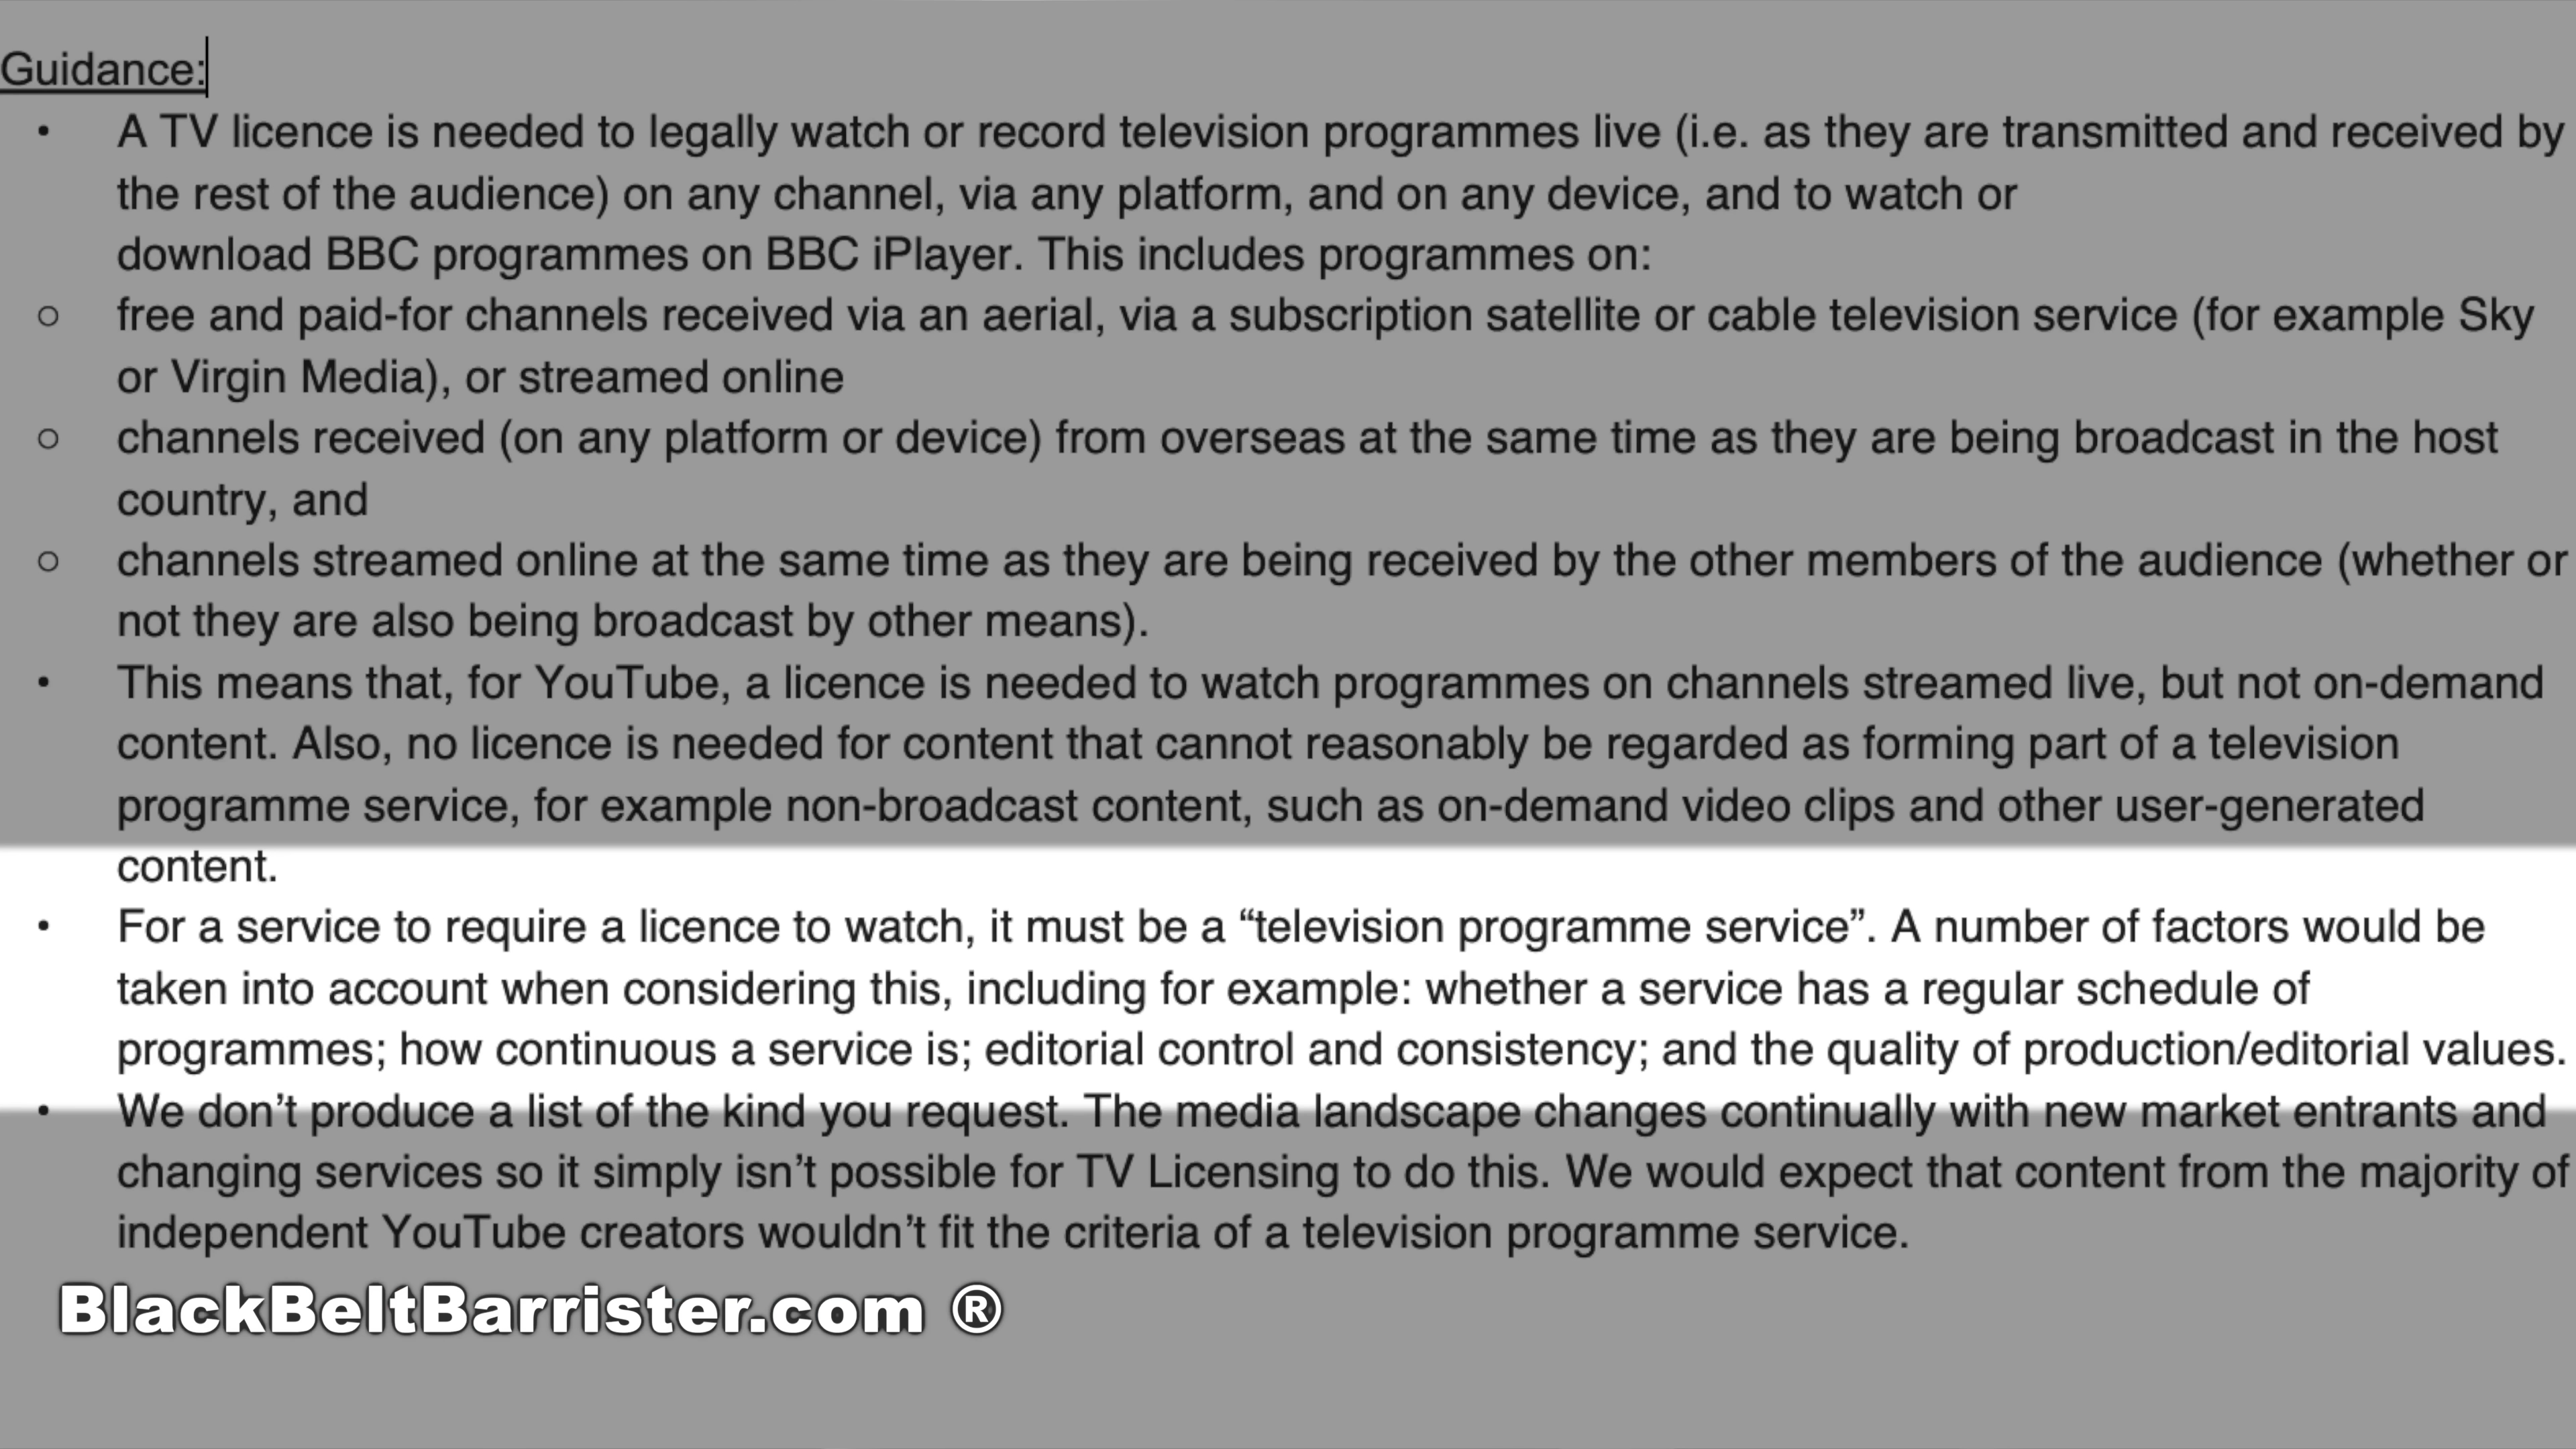 Guidance:
• A TV licence is needed to legally watch or record television programmes live (i.e. as they are transmitted and received by
the rest of the audience) on any channel, via any platform, and on any device, and to watch or
download BBC programmes on BBC iPlayer. This includes programmes on:
○ free and paid-for channels received via an aerial, via a subscription satellite or cable television service (for example Sky
or Virgin Media), or streamed online
○ channels received (on any platform or device) from overseas at the same time as they are being broadcast in the host
country, and
○ channels streamed online at the same time as they are being received by the other members of the audience (whether or
not they are also being broadcast by other means).
• This means that, for YouTube, a licence is needed to watch programmes on channels streamed live, but not on-demand
content. Also, no licence is needed for content that cannot reasonably be regarded as forming part of a television
programme service, for example non-broadcast content, such as on-demand video clips and other user-generated
content.
• For a service to require a licence to watch, it must be a “television programme service”. A number of factors would be
taken into account when considering this, including for example: whether a service has a regular schedule of
programmes; how continuous a service is; editorial control and consistency; and the quality of production/editorial values.
• We don’t produce a list of the kind you request. The media landscape changes continually with new market entrants and
changing services so it simply isn’t possible for TV Licensing to do this. We would expect that content from the majority of
independent YouTube creators wouldn’t fit the criteria of a television programme service.
BlackBeltBarrister.com ®